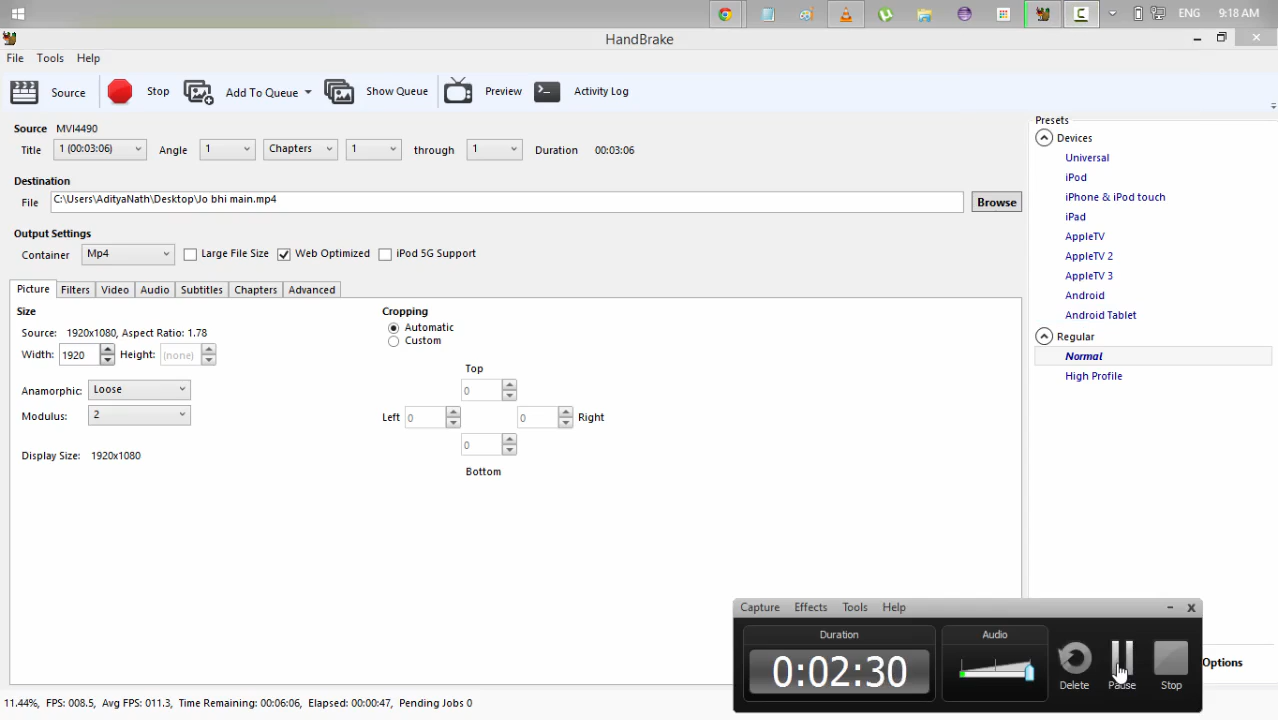 ENG 9:18 AM
HandBrake
File Tools Help
Source Stop Add To Queue Show Queue Preview Activity Log
Source MVI4490
Title 1 (00:03:06) Angle 1 Chapters 1 through 1 Duration 00:03:06
Destination
File C:\Users\AdityaNath\Desktop\Jo bhi main.mp4 Browse
Output Settings
Container Mp4 Large File Size Web Optimized iPod 5G Support
Picture Filters Video Audio Subtitles Chapters Advanced
Size
Source: 1920x1080, Aspect Ratio: 1.78
Width: 1920 Height: (none)
Anamorphic: Loose
Modulus: 2
Display Size: 1920x1080
Cropping
Automatic
Custom
Top
0
Left 0 0 Right
0
Bottom
Presets
Devices
Universal
iPod
iPhone & iPod touch
iPad
AppleTV
AppleTV 2
AppleTV 3
Android
Android Tablet
Regular
Normal
High Profile
Options
Capture Effects Tools Help
Duration Audio
0:02:30
Delete Pause Stop
11.44%, FPS: 008.5, Avg FPS: 011.3, Time Remaining: 00:06:06, Elapsed: 00:00:47, Pending Jobs 0